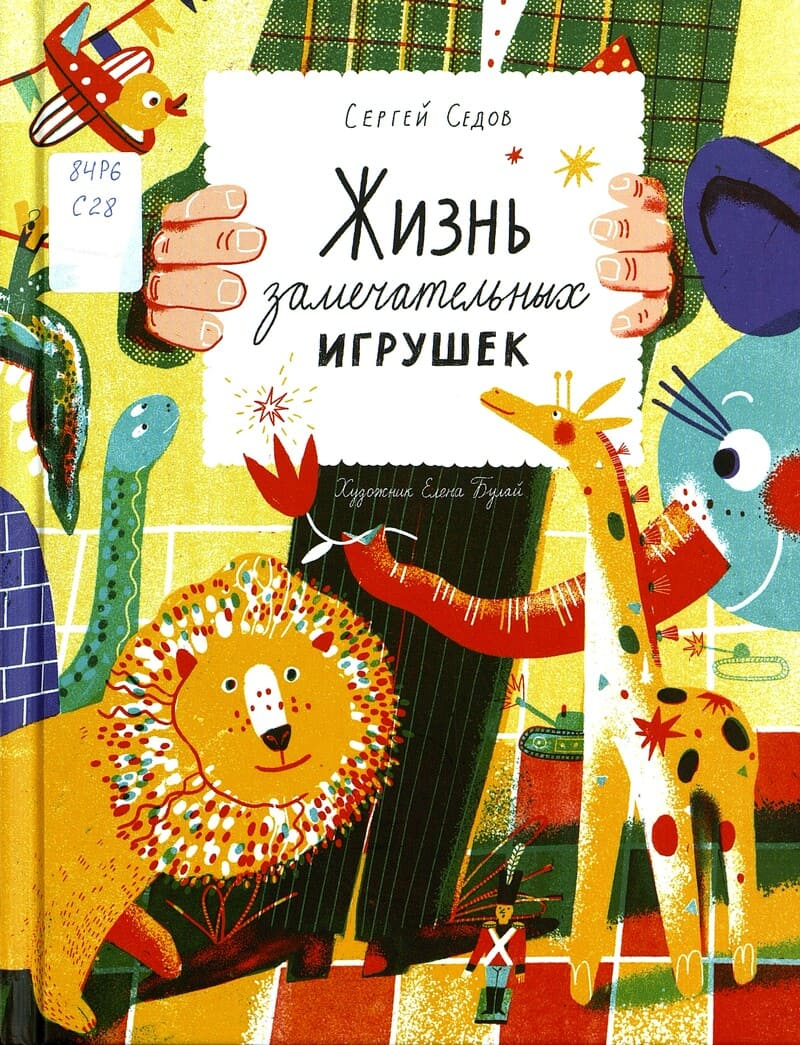 Сергей Седов
84Р6
С28
Жизнь
замечательных
ИГРУШЕК
Художник Елена Булай